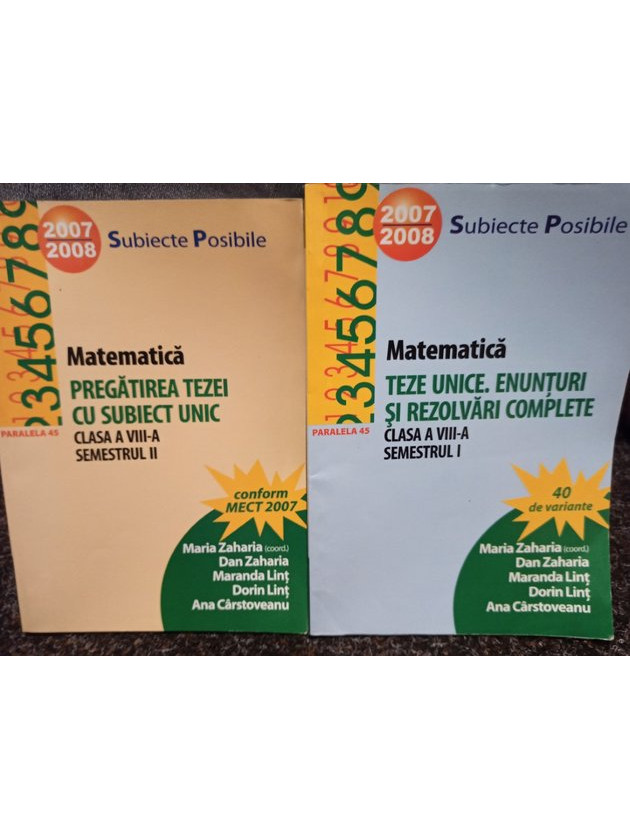 2007
2008
Subiecte Posibile
Matematică
PREGĂTIREA TEZEI
CU SUBIECT UNIC
CLASA A VIII-A
SEMESTRUL II
PARALELA 45
conform
MECT 2007
Maria Zaharia (coord.)
Dan Zaharia
Maranda Linț
Dorin Linț
Ana Cârstoveanu
2007
2008
Subiecte Posibile
Matematică
TEZE UNICE. ENUNȚURI
ȘI REZOLVĂRI COMPLETE
CLASA A VIII-A
SEMESTRUL I
PARALELA 45
40
de variante
Maria Zaharia (coord.)
Dan Zaharia
Maranda Linț
Dorin Linț
Ana Cârstoveanu